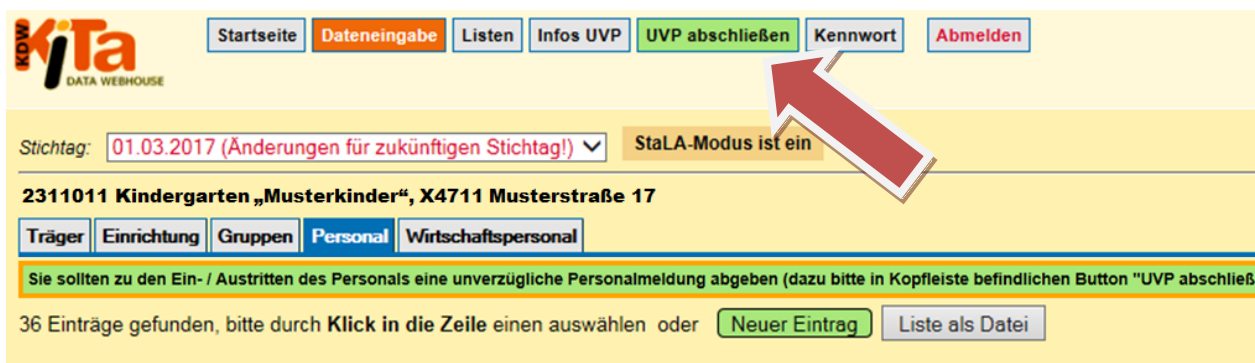 KDW KiTa
DATA WEBHOUSE
Startseite Dateneingabe Listen Infos UVP UVP abschließen Kennwort Abmelden
Stichtag: 01.03.2017 (Änderungen für zukünftigen Stichtag!) StaLA-Modus ist ein
2311011 Kindergarten „Musterkinder“, X4711 Musterstraße 17
Träger Einrichtung Gruppen Personal Wirtschaftspersonal
Sie sollten zu den Ein- / Austritten des Personals eine unverzügliche Personalmeldung abgeben (dazu bitte in Kopfleiste befindlichen Button "UVP abschließ
36 Einträge gefunden, bitte durch Klick in die Zeile einen auswählen oder Neuer Eintrag Liste als Datei